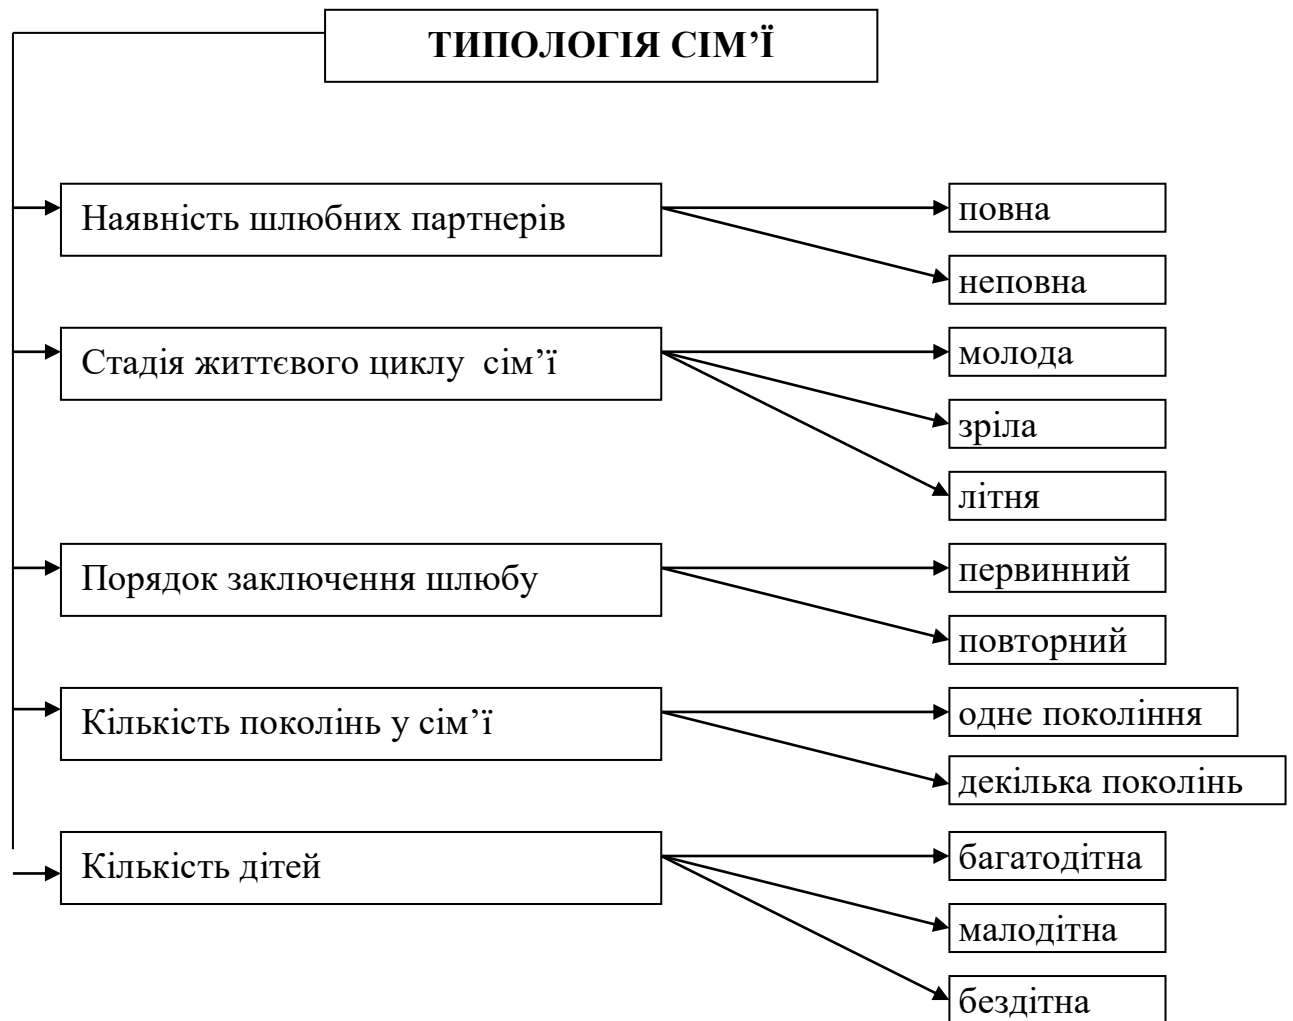 ТИПОЛОГІЯ СІМ’Ї
Наявність шлюбних партнерів
повна
неповна
Стадія життєвого циклу сім’ї
молода
зріла
літня
Порядок заключення шлюбу
первинний
повторний
Кількість поколінь у сім’ї
одне покоління
декілька поколінь
Кількість дітей
багатодітна
малодітна
бездітна